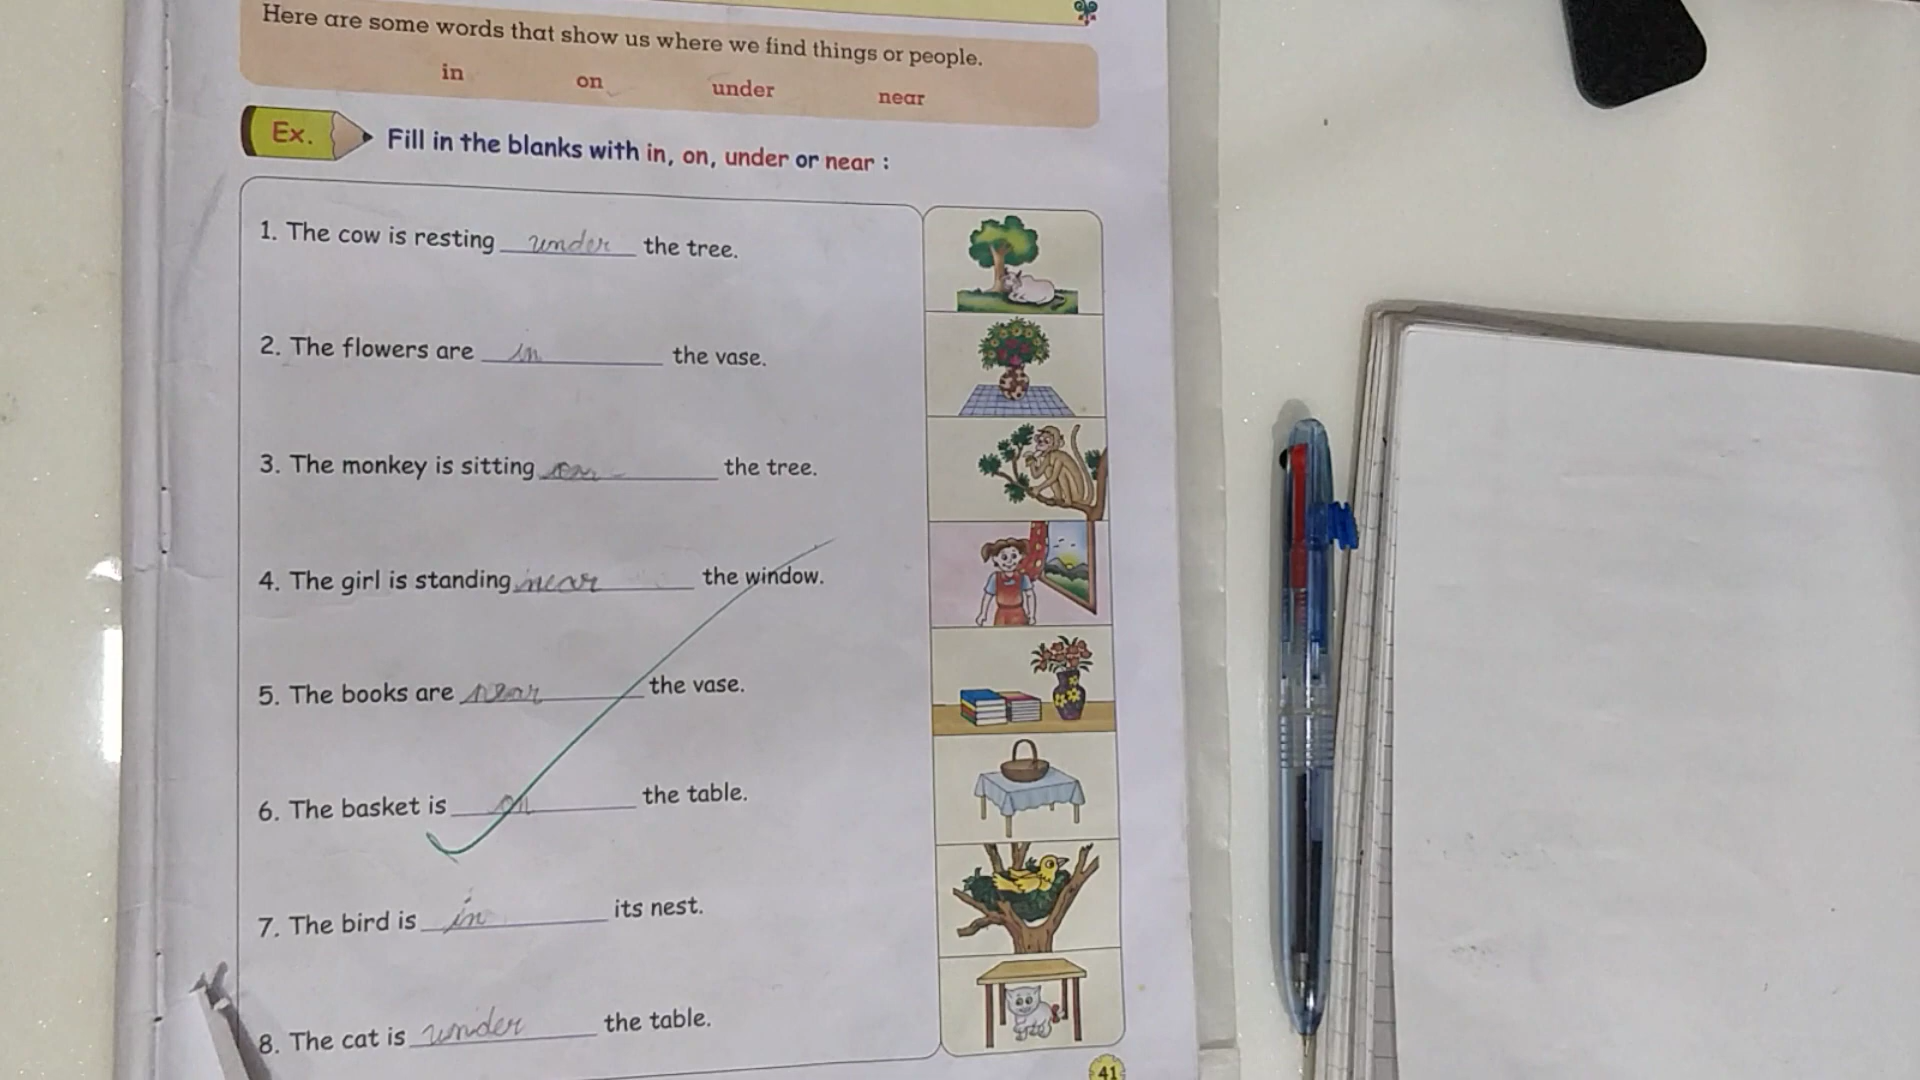 Here are some words that show us where we find things or people.
in on under near
Ex. Fill in the blanks with in, on, under or near :
1. The cow is resting under the tree.
2. The flowers are in the vase.
3. The monkey is sitting the tree.
4. The girl is standing near the window.
5. The books are near the vase.
6. The basket is on the table.
7. The bird is in its nest.
8. The cat is under the table.
41